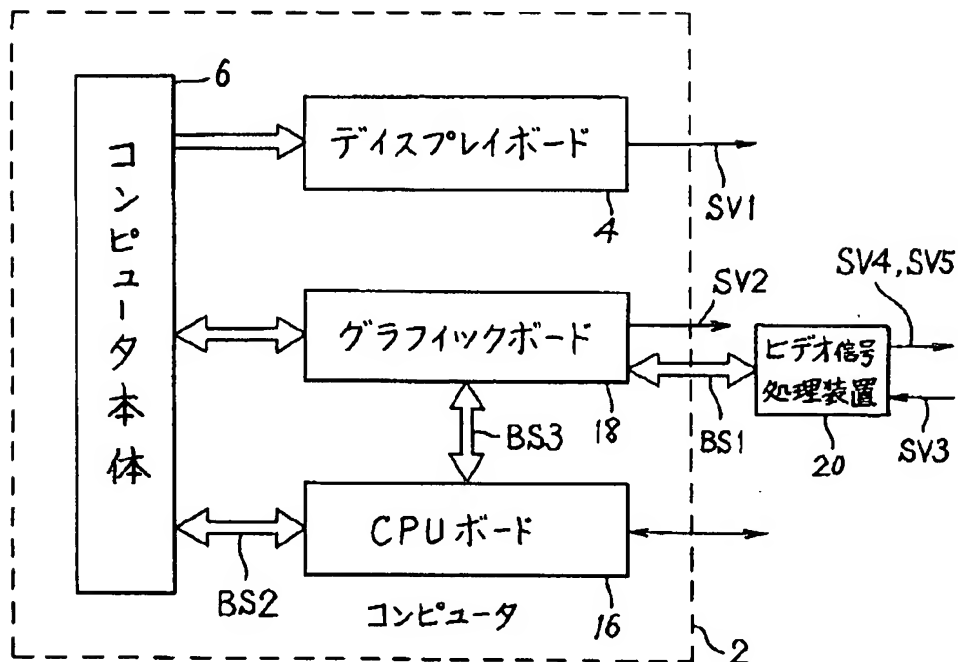 6
コンピュータ本体
ディスプレイボード
4
SV1
SV2
SV4, SV5
グラフィックボード
18
BS1
ビデオ信号
処理装置
20
SV3
BS3
BS2
CPUボード
16
コンピュータ
2